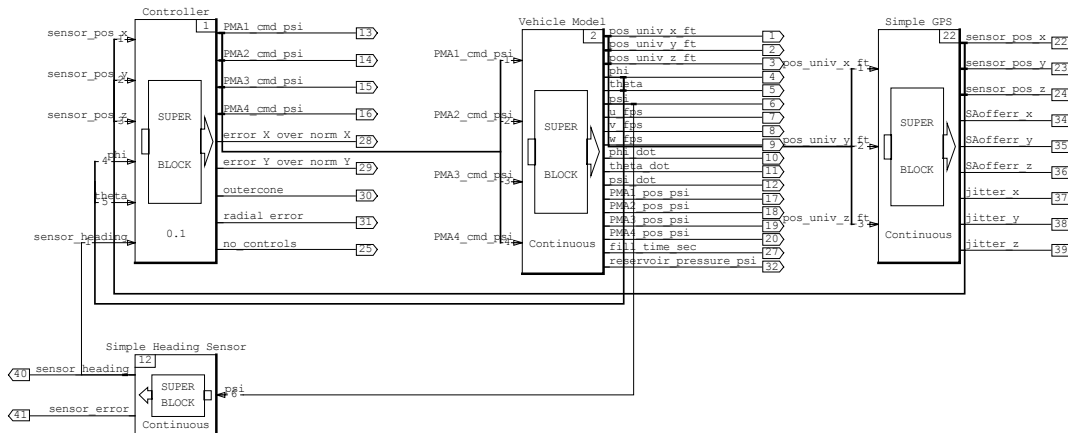 Controller
1
sensor_pos_x
1
sensor_pos_y
2
sensor_pos_z
3
phi
4
theta
5
sensor_heading
1
SUPER
BLOCK
0.1
PMA1_cmd_psi
13
PMA2_cmd_psi
14
PMA3_cmd_psi
15
PMA4_cmd_psi
16
error X over norm X
28
error Y over norm Y
29
outercone
30
radial error
31
no_controls
25
Vehicle Model
2
PMA1_cmd_psi
1
PMA2_cmd_psi
2
PMA3_cmd_psi
3
PMA4_cmd_psi
4
SUPER
BLOCK
Continuous
pos_univ_x_ft
1
pos_univ_y_ft
2
pos_univ_z_ft
3
phi
4
theta
5
psi
6
u_fps
7
v_fps
8
w_fps
9
phi_dot
10
theta_dot
11
psi_dot
12
PMA1_pos_psi
17
PMA2_pos_psi
18
PMA3_pos_psi
19
PMA4_pos_psi
20
fill_time_sec
27
reservoir_pressure_psi
32
Simple GPS
22
pos_univ_x_ft
1
pos_univ_y_ft
2
pos_univ_z_ft
3
SUPER
BLOCK
Continuous
sensor_pos_x
22
sensor_pos_y
23
sensor_pos_z
24
SAofferr_x
34
SAofferr_y
35
SAofferr_z
36
jitter_x
37
jitter_y
38
jitter_z
39
Simple Heading Sensor
12
sensor_heading
40
sensor_error
41
SUPER
BLOCK
Continuous
psi
6